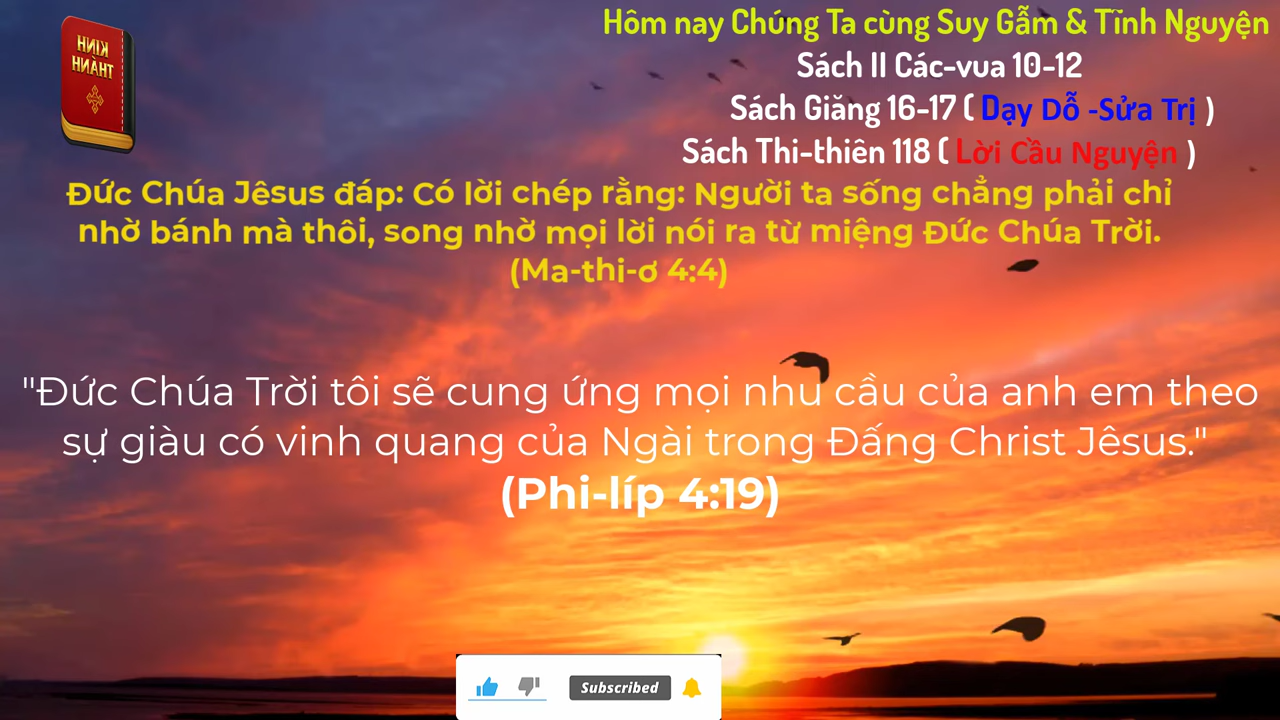 KINH
THÁNH
Hôm nay Chúng Ta cùng Suy Gẫm & Tĩnh Nguyện
Sách II Các-vua 10-12
Sách Giăng 16-17 ( Dạy Dỗ -Sửa Trị )
Sách Thi-thiên 118 ( Lời Cầu Nguyện )
Đức Chúa Jêsus đáp: Có lời chép rằng: Người ta sống chẳng phải chỉ
nhờ bánh mà thôi, song nhờ mọi lời nói ra từ miệng Đức Chúa Trời.
(Ma-thi-ơ 4:4)
"Đức Chúa Trời tôi sẽ cung ứng mọi nhu cầu của anh em theo
sự giàu có vinh quang của Ngài trong Đấng Christ Jêsus."
(Phi-líp 4:19)
Subscribed